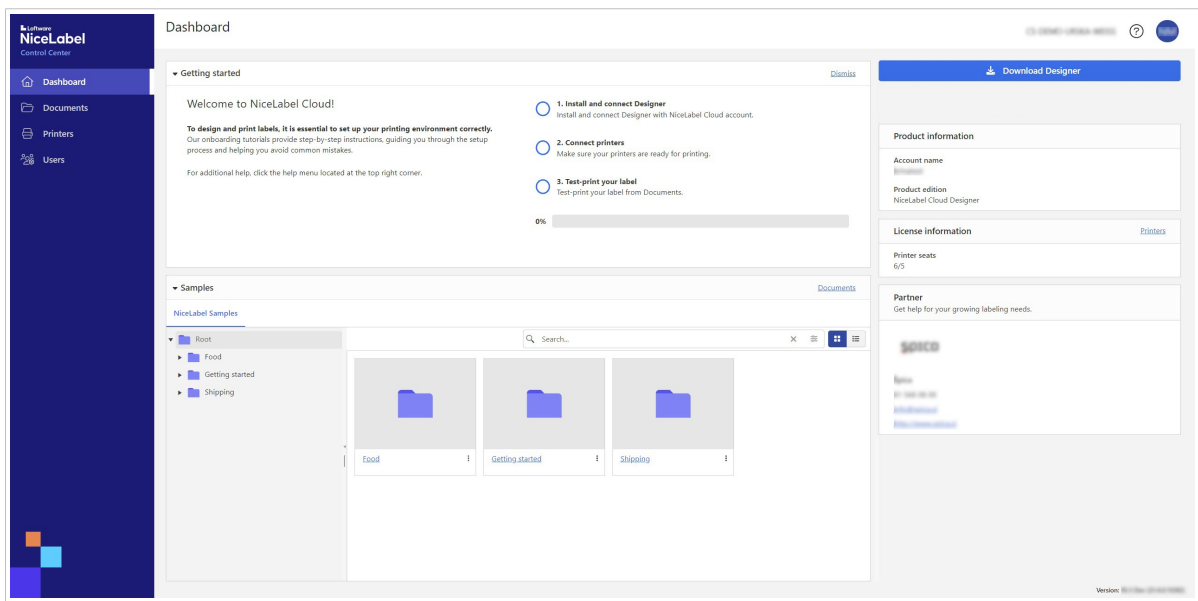 Loftware
NiceLabel
Control Center
Dashboard
Documents
Printers
Users
Dashboard
Getting started
Dismiss
Welcome to NiceLabel Cloud!
To design and print labels, it is essential to set up your printing environment correctly.
Our onboarding tutorials provide step-by-step instructions, guiding you through the setup
process and helping you avoid common mistakes.
For additional help, click the help menu located at the top right corner.
1. Install and connect Designer
Install and connect Designer with NiceLabel Cloud account.
2. Connect printers
Make sure your printers are ready for printing.
3. Test-print your label
Test-print your label from Documents.
0%
Samples
Documents
NiceLabel Samples
Root
Food
Getting started
Shipping
Search...
Food
Getting started
Shipping
Download Designer
Product information
Account name
Product edition
NiceLabel Cloud Designer
License information
Printers
Printer seats
6/5
Partner
Get help for your growing labeling needs.
Version: